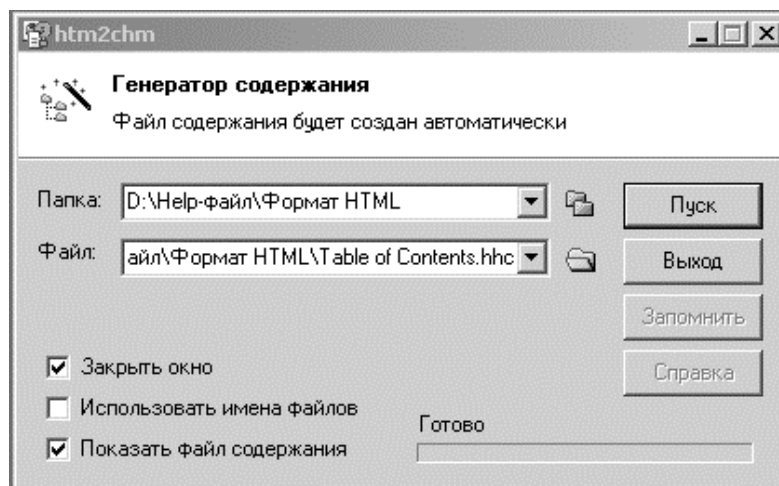 htm2chm
Генератор содержания
Файл содержания будет создан автоматически
Папка: D:\Help-файл\Формат HTML Пуск
Файл: айл\Формат HTML\Table of Contents.hhc Выход
Запомнить
Закрыть окно Справка
Использовать имена файлов
Готово
Показать файл содержания